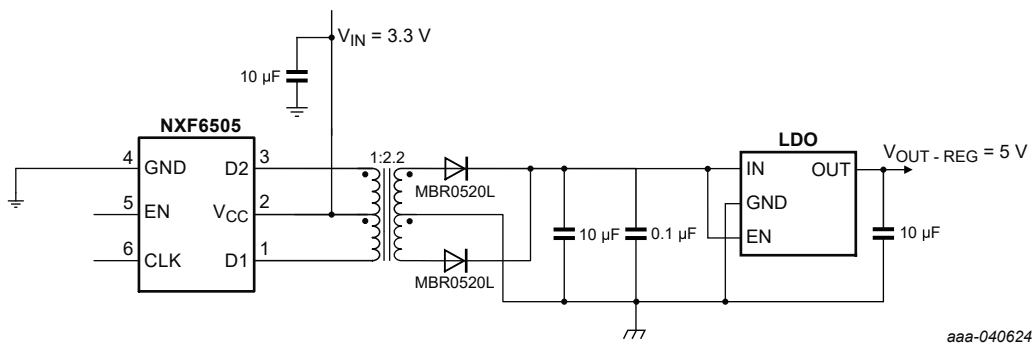 V_IN = 3.3 V
10 µF
NXF6505
LDO
4 GND D2 3
5 EN V_CC 2
6 CLK D1 1
1:2.2
MBR0520L
MBR0520L
10 µF
0.1 µF
IN OUT
GND
EN
V_OUT - REG = 5 V
10 µF
aaa-040624